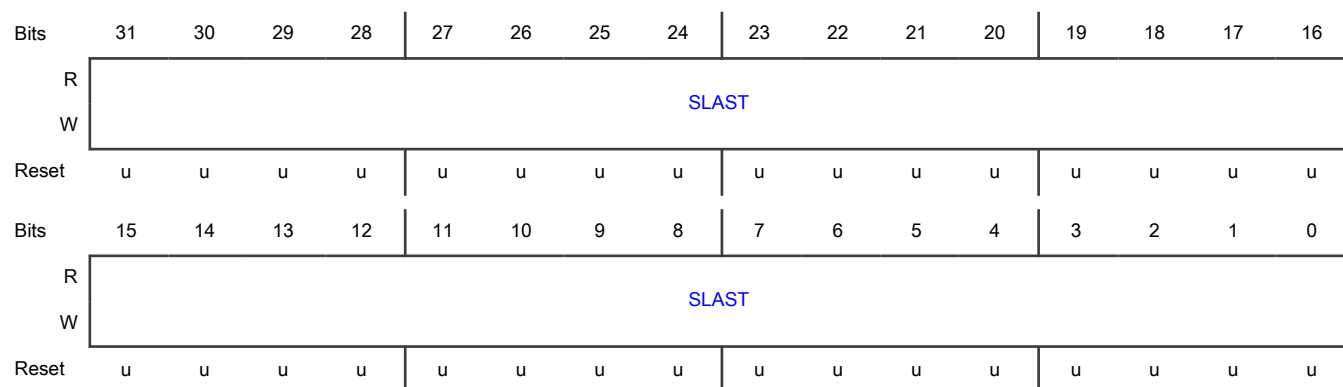 Bits 31 30 29 28 27 26 25 24 23 22 21 20 19 18 17 16
R
SLAST
W
Reset u u u u u u u u u u u u u u u u
Bits 15 14 13 12 11 10 9 8 7 6 5 4 3 2 1 0
R
SLAST
W
Reset u u u u u u u u u u u u u u u u